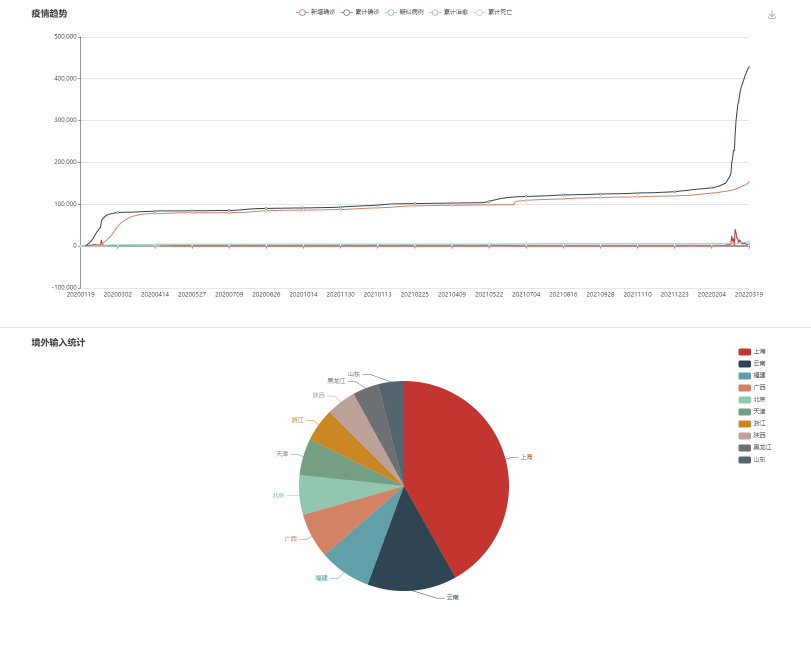 疫情趋势
新增确诊 累计确诊 疑似病例 累计治愈 累计死亡
500,000
400,000
300,000
200,000
100,000
0
-100,000
20200119 20200302 20200414 20200527 20200709 20200826 20201014 20201130 20210113 20210225 20210409 20210522 20210704 20210816 20210928 20211110 20211223 20220204 20220319
境外输入统计
上海
云南
福建
广西
北京
天津
浙江
陕西
黑龙江
山东
山东
黑龙江
陕西
浙江
天津
北京
广西
福建
云南
上海